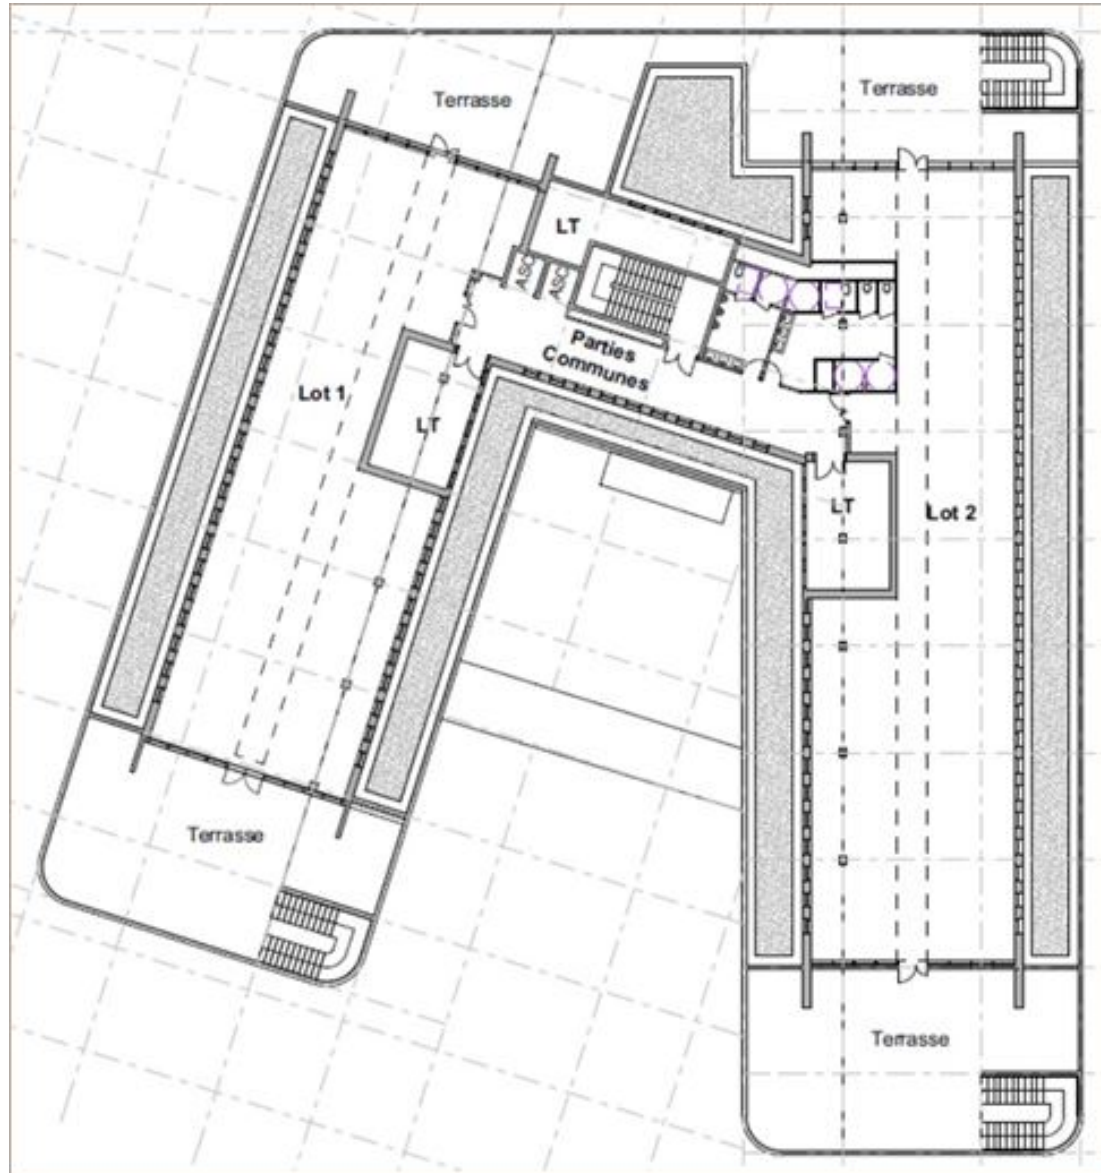 Terrasse
Terrasse
LT
ASC
ASC
Parties
Communes
Lot 1
LT
LT
Lot 2
Terrasse
Terrasse